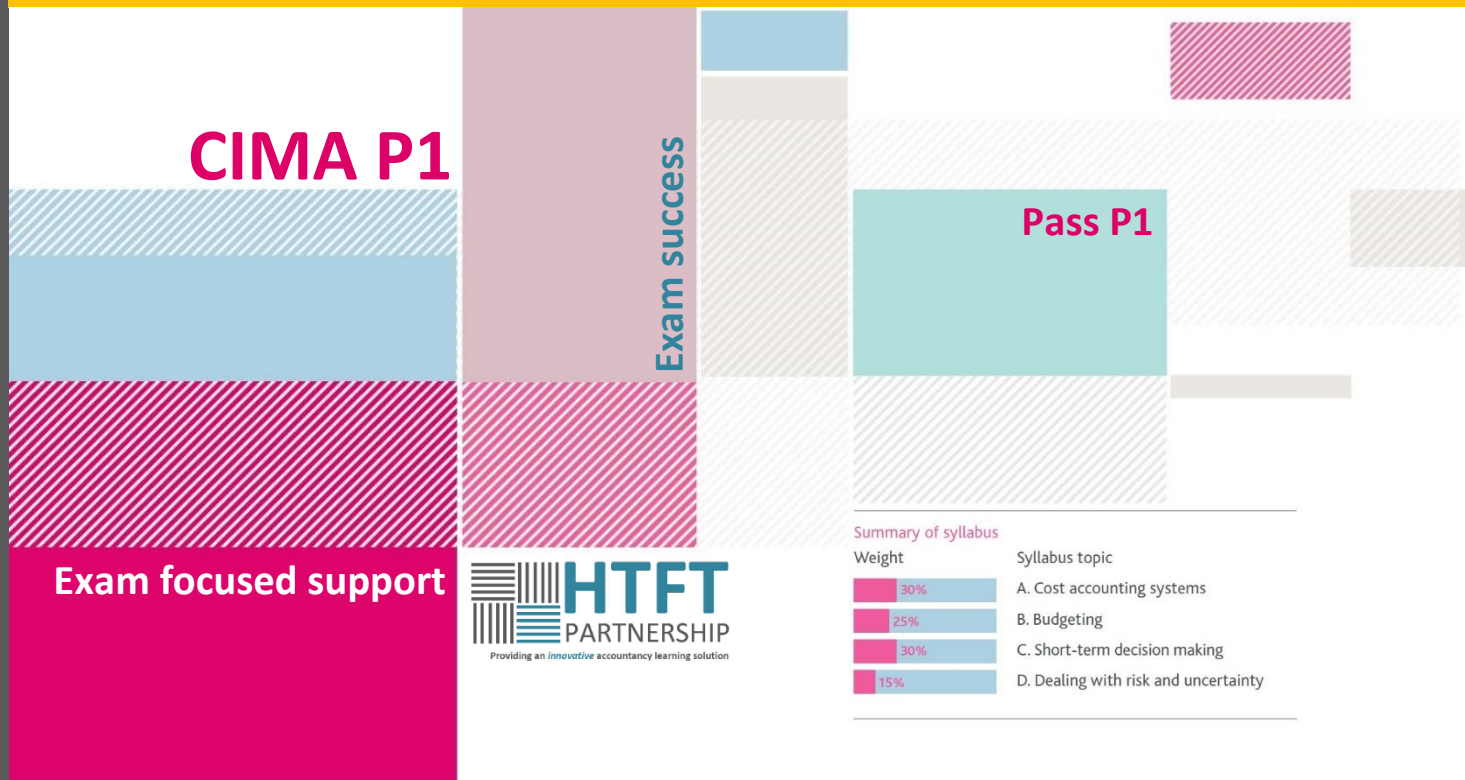 CIMA P1
Exam success
Pass P1
Exam focused support
HTFT
PARTNERSHIP
Providing an innovative accountancy learning solution
Summary of syllabus
Weight Syllabus topic
30% A. Cost accounting systems
25% B. Budgeting
30% C. Short-term decision making
15% D. Dealing with risk and uncertainty